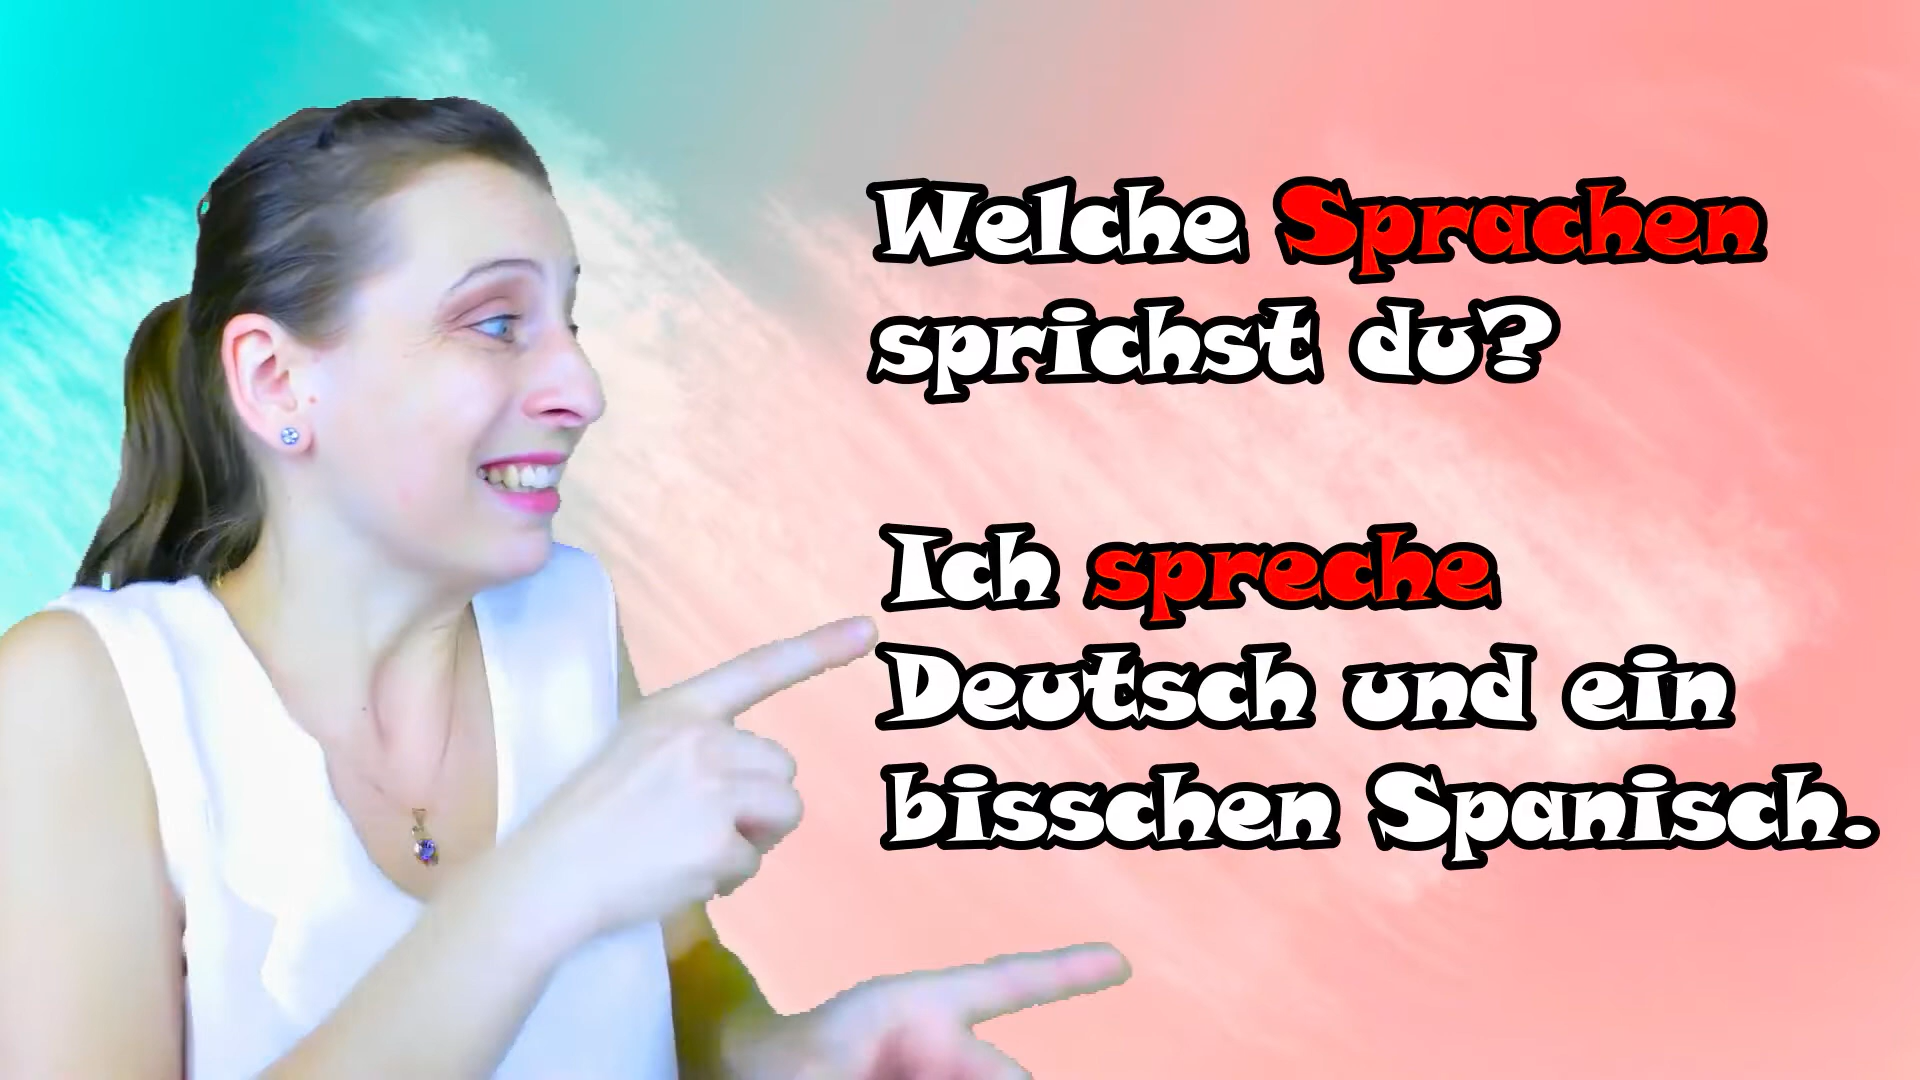 Welche Sprachen
sprichst du?
Ich spreche
Deutsch und ein
bisschen Spanisch.